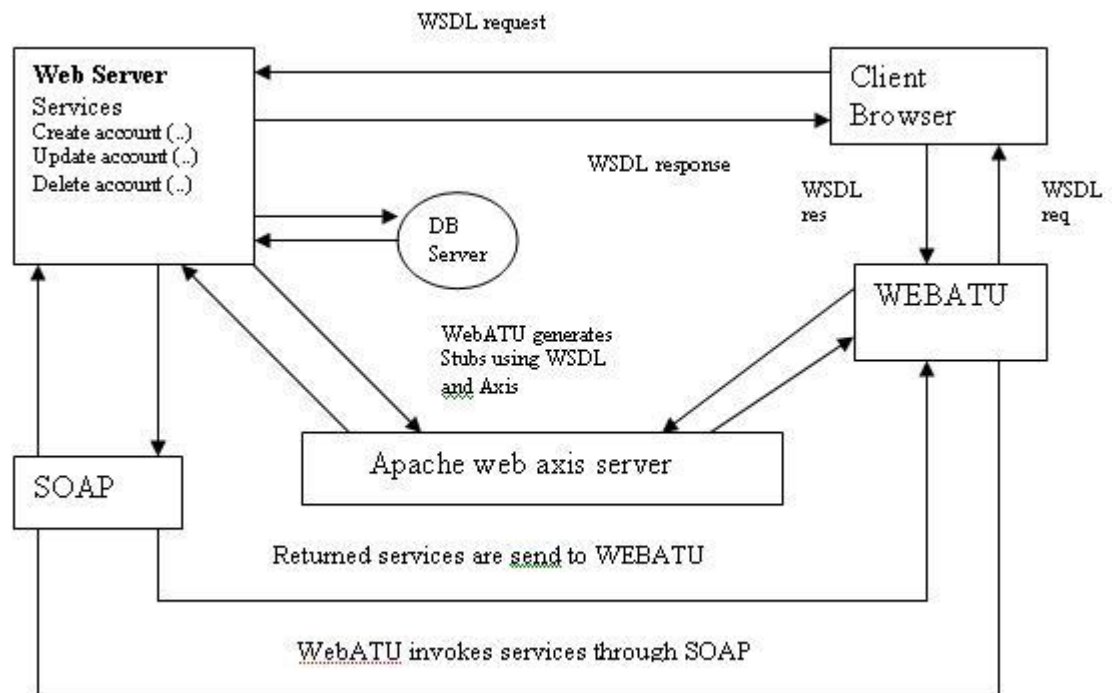 WSDL request
Web Server
Services
Create account (..)
Update account (..)
Delete account (..)
Client
Browser
WSDL response
WSDL
res
WSDL
req
DB
Server
WEBATU
WebATU generates
Stubs using WSDL
and Axis
Apache web axis server
SOAP
Returned services are send to WEBATU
WebATU invokes services through SOAP